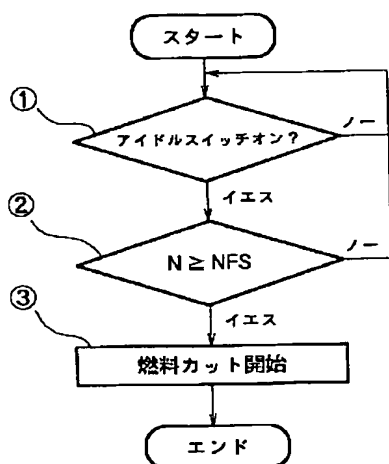 スタート
①
アイドルスイッチオン？
ノー
イエス
②
N ≥ NFS
ノー
イエス
③
燃料カット開始
エンド